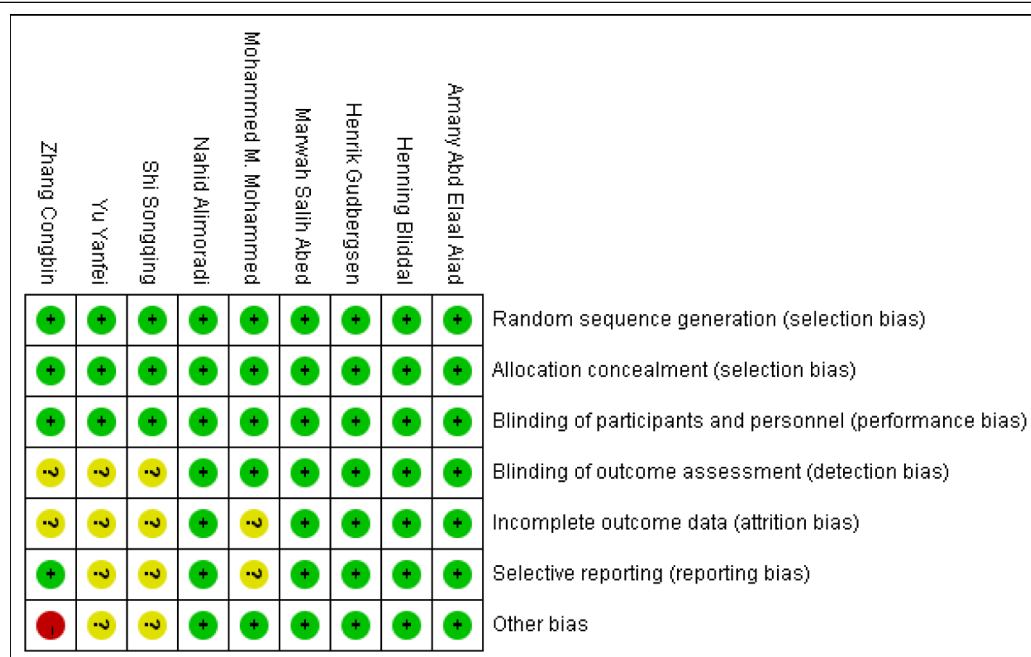 Zhang Congbin
Yu Yanfei
Shi Songqing
Nahid Alimoradi
Mohammed M. Mohammed
Marwah Salih Abed
Henrik Gudbergsen
Henning Bliddal
Amany Abd Elaal Aiad
+ + + + + + + + + Random sequence generation (selection bias)
+ + + + + + + + + Allocation concealment (selection bias)
+ + + + + + + + + Blinding of participants and personnel (performance bias)
? ? ? + + + + + + Blinding of outcome assessment (detection bias)
? ? ? + ? + + + + Incomplete outcome data (attrition bias)
+ ? ? + ? + + + + Selective reporting (reporting bias)
- ? ? + + + + + + Other bias